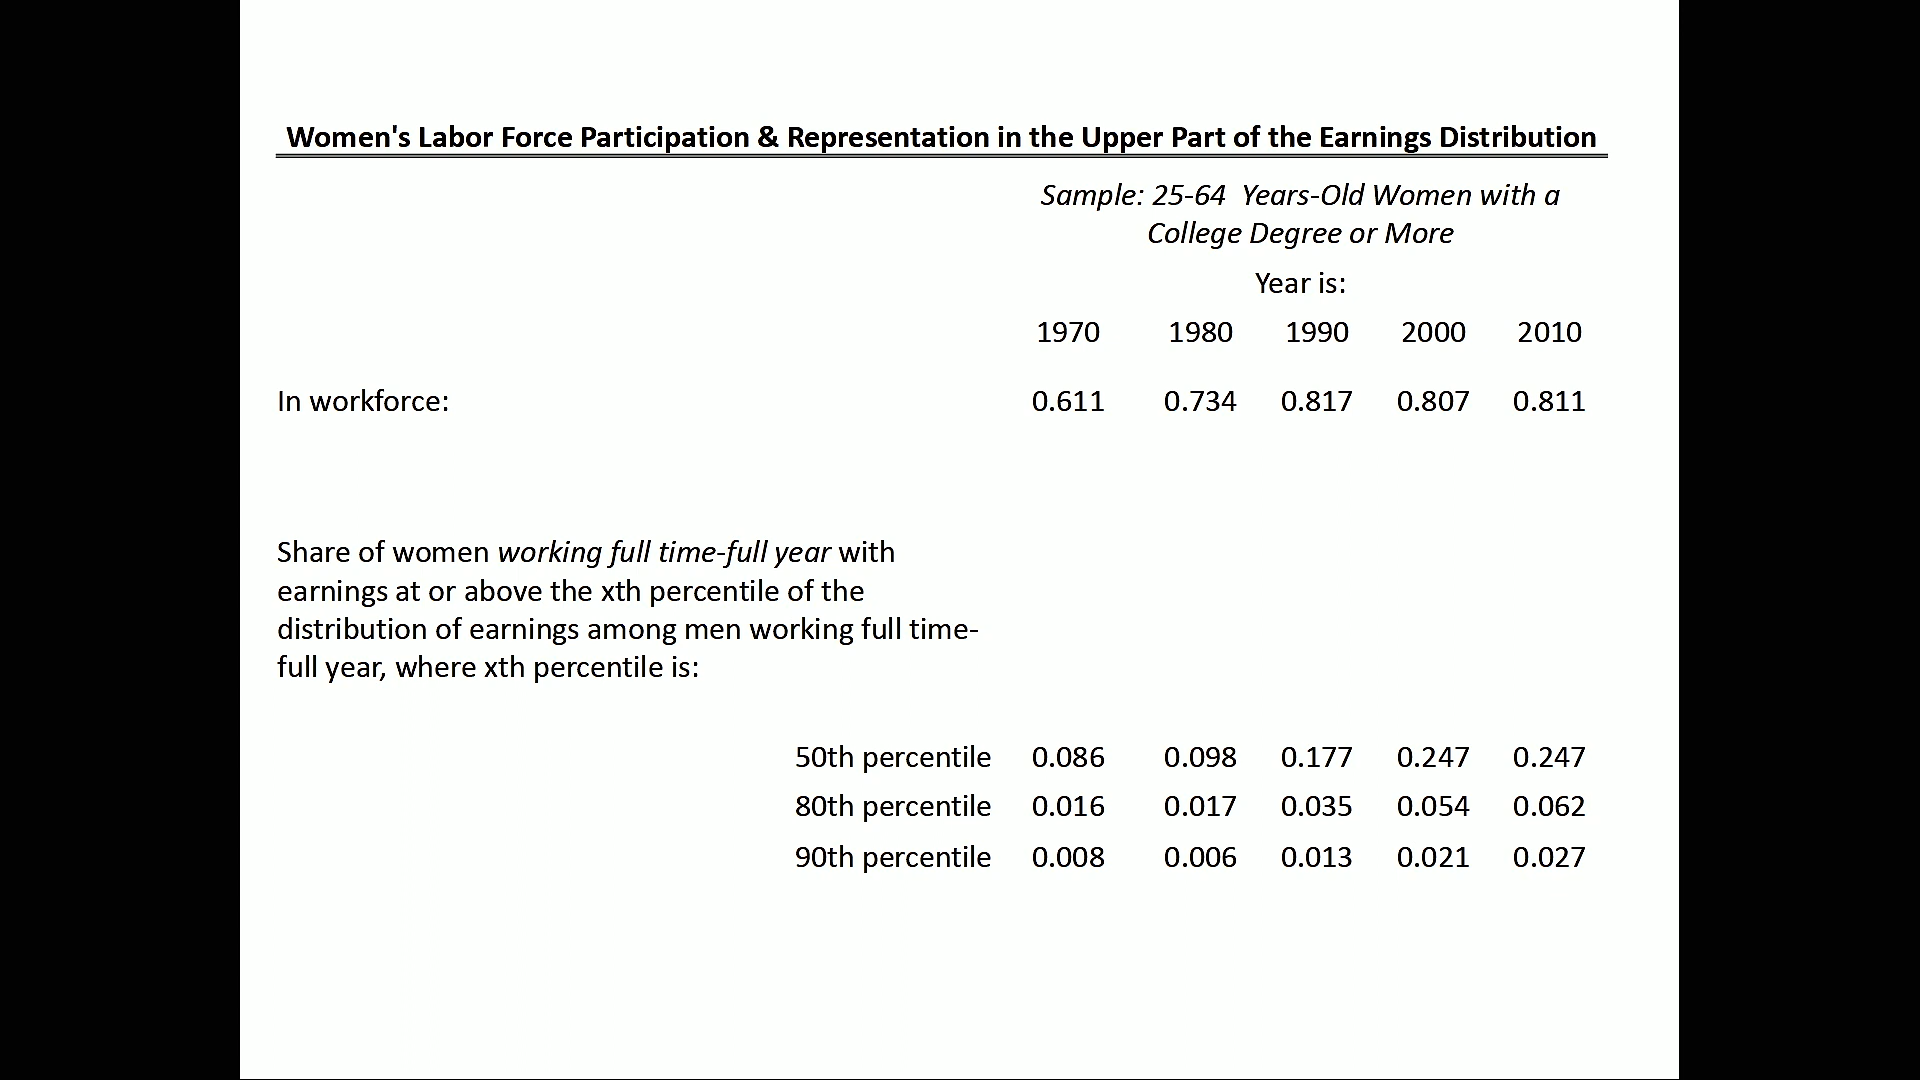 Women's Labor Force Participation & Representation in the Upper Part of the Earnings Distribution
Sample: 25-64 Years-Old Women with a
College Degree or More
Year is:
1970 1980 1990 2000 2010
In workforce: 0.611 0.734 0.817 0.807 0.811
Share of women working full time-full year with
earnings at or above the xth percentile of the
distribution of earnings among men working full time-
full year, where xth percentile is:
50th percentile 0.086 0.098 0.177 0.247 0.247
80th percentile 0.016 0.017 0.035 0.054 0.062
90th percentile 0.008 0.006 0.013 0.021 0.027